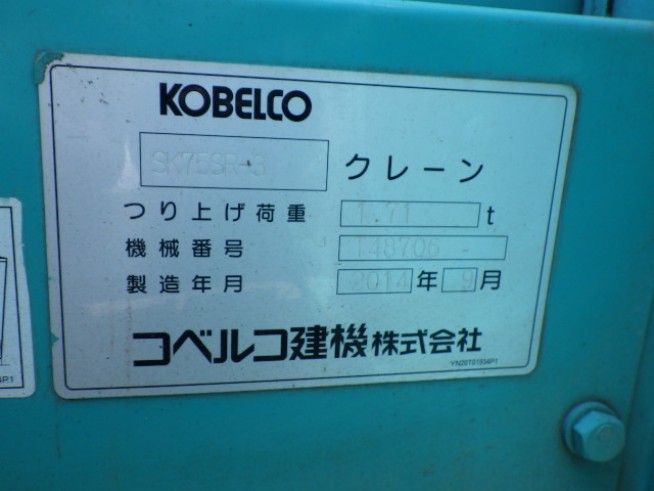 KOBELCO
SK75SR-3 クレーン
つり上げ荷重 1.71 t
機械番号 148706 -
製造年月 2014 年 9 月
コベルコ建機株式会社
YN20T01934P1